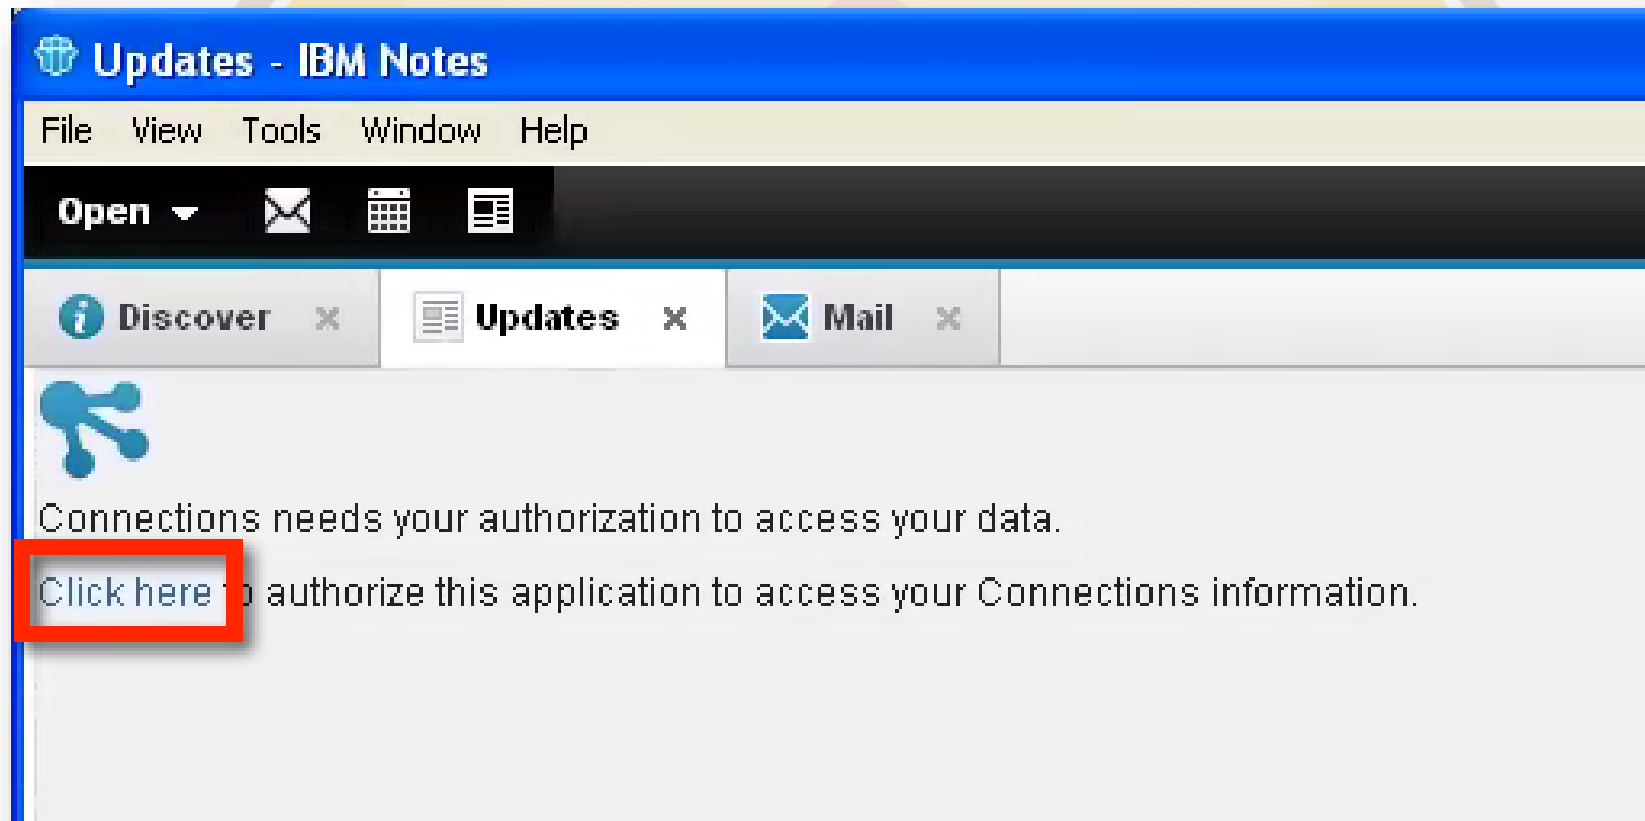 Updates - IBM Notes
File View Tools Window Help
Open
Discover Updates Mail
Connections needs your authorization to access your data.
Click here to authorize this application to access your Connections information.